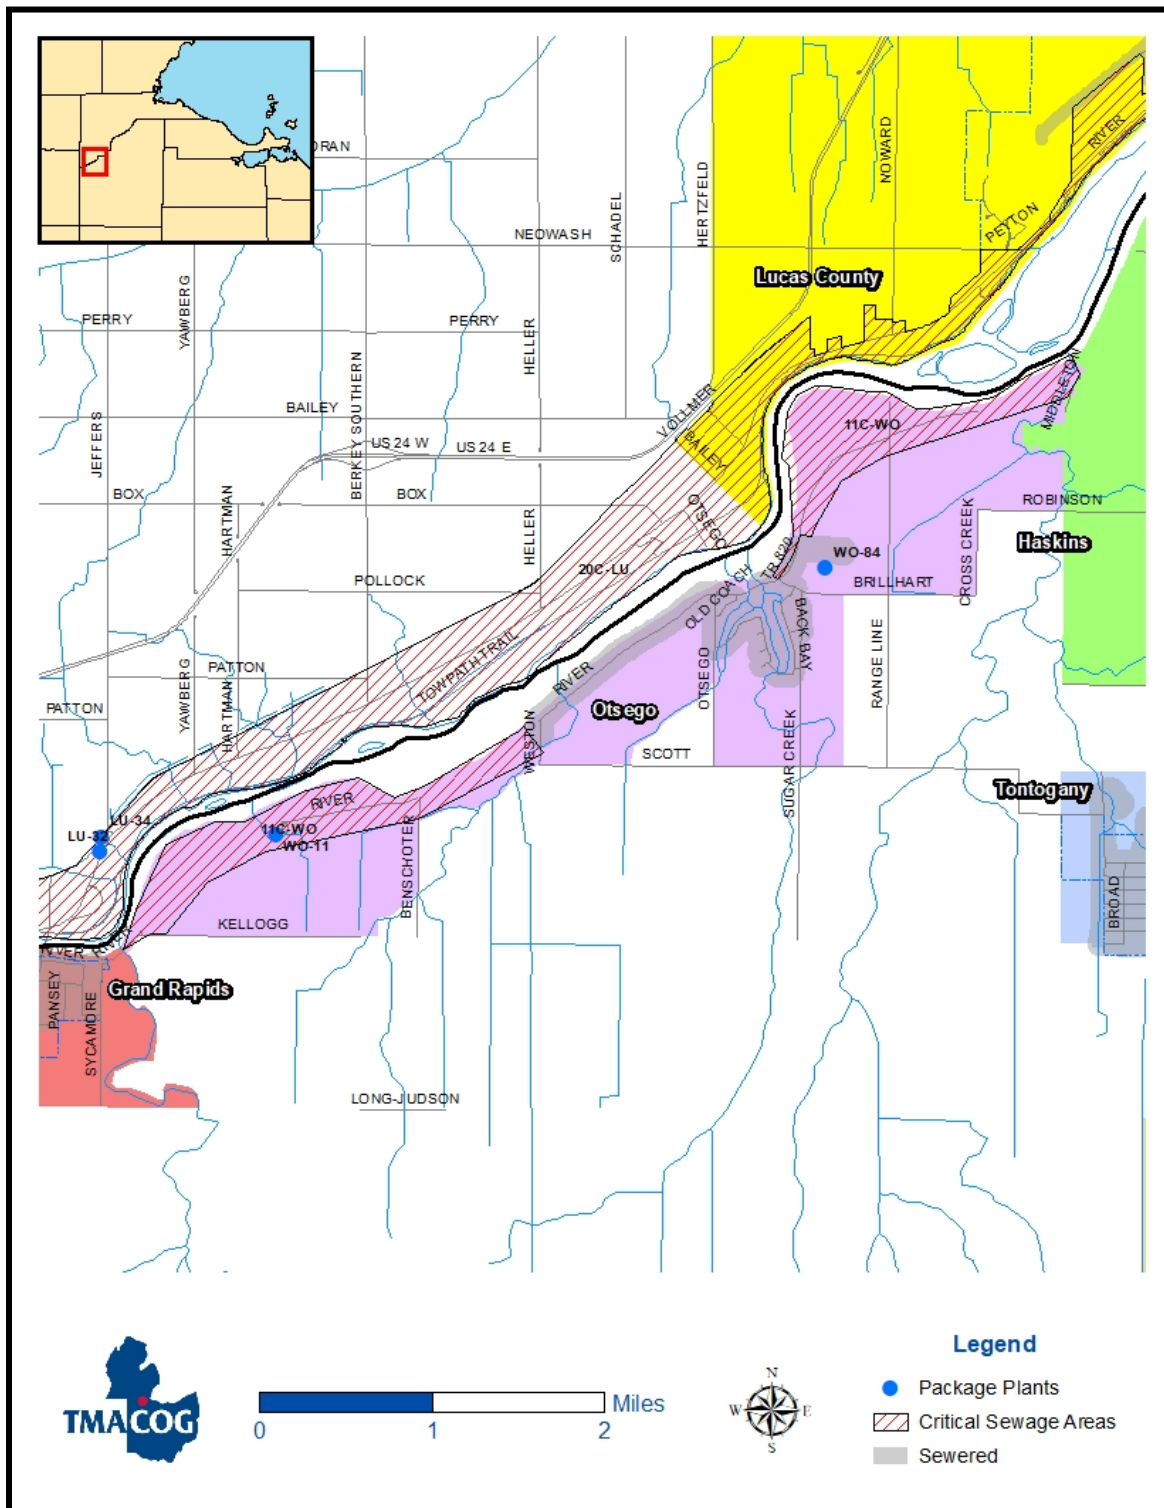 ORAN
NOWARD
RIVER
HERTZFELD
SCHADEL
PEYTON
NEOWASH
Lucas County
YAWBERG
PERRY
PERRY
HELLER
BERKEY SOUTHERN
MIDDLETON
VOLLMER
BAILEY
JEFFERS
11C-WO
US 24 W
US 24 E
BAILEY
BOX
BOX
HARTMAN
OTSEGO
ROBINSON
HELLER
CROSS CREEK
Haskins
WO-84
TR 820
20C-LU
POLLOCK
BRILLHART
OLD COACH
BACK BAY
TOWPATH TRAIL
RIVER
PATTON
YAWBERG
HARTMAN
OTSEGO
RANGE LINE
PATTON
Otsego
WESTON
SCOTT
SUGAR CREEK
Tontogany
RIVER
LU-34
LU-32
11C-WO
WO-11
BENSCHOTER
BROAD
KELLOGG
RIVER
RIVER
Grand Rapids
PANSEY
SYCAMORE
LONG-JUDSON
TMACOG
0
1
2
Miles
N
W
E
S
Legend
Package Plants
Critical Sewage Areas
Sewered